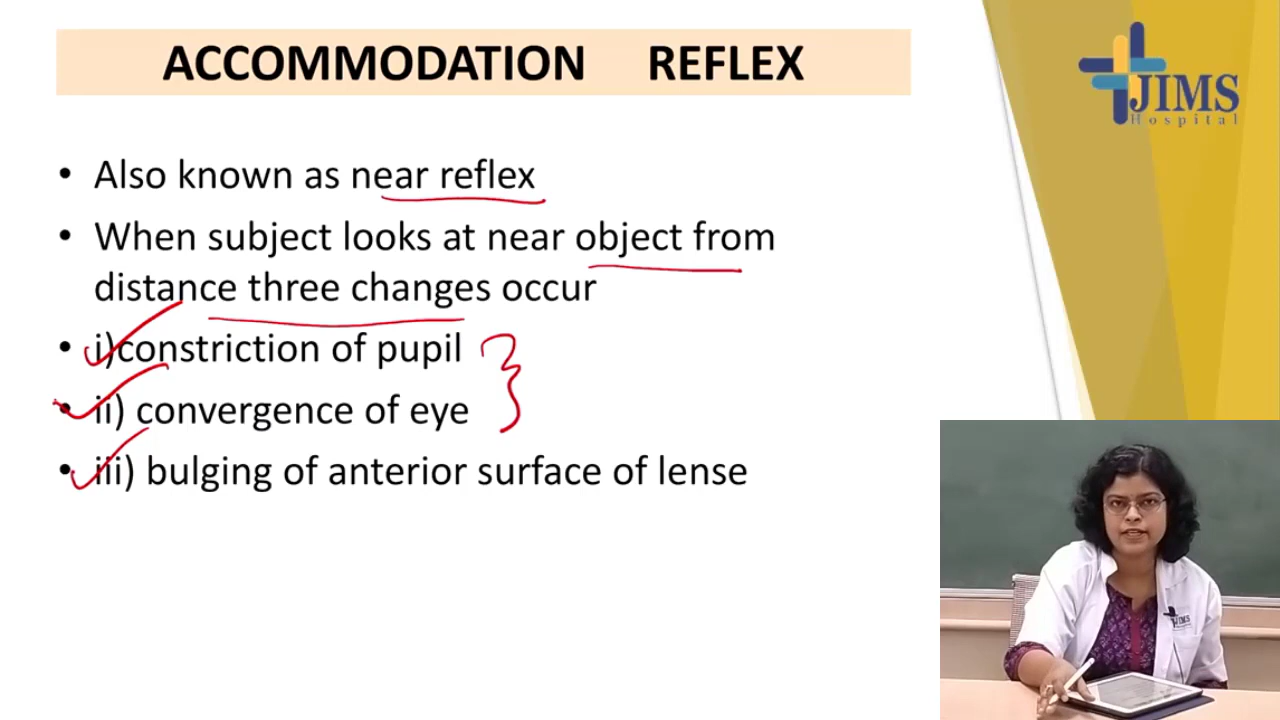 ACCOMMODATION REFLEX
JIMS
Hospital
• Also known as near reflex
• When subject looks at near object from
distance three changes occur
• i)constriction of pupil
• ii) convergence of eye
• iii) bulging of anterior surface of lense
JIMS